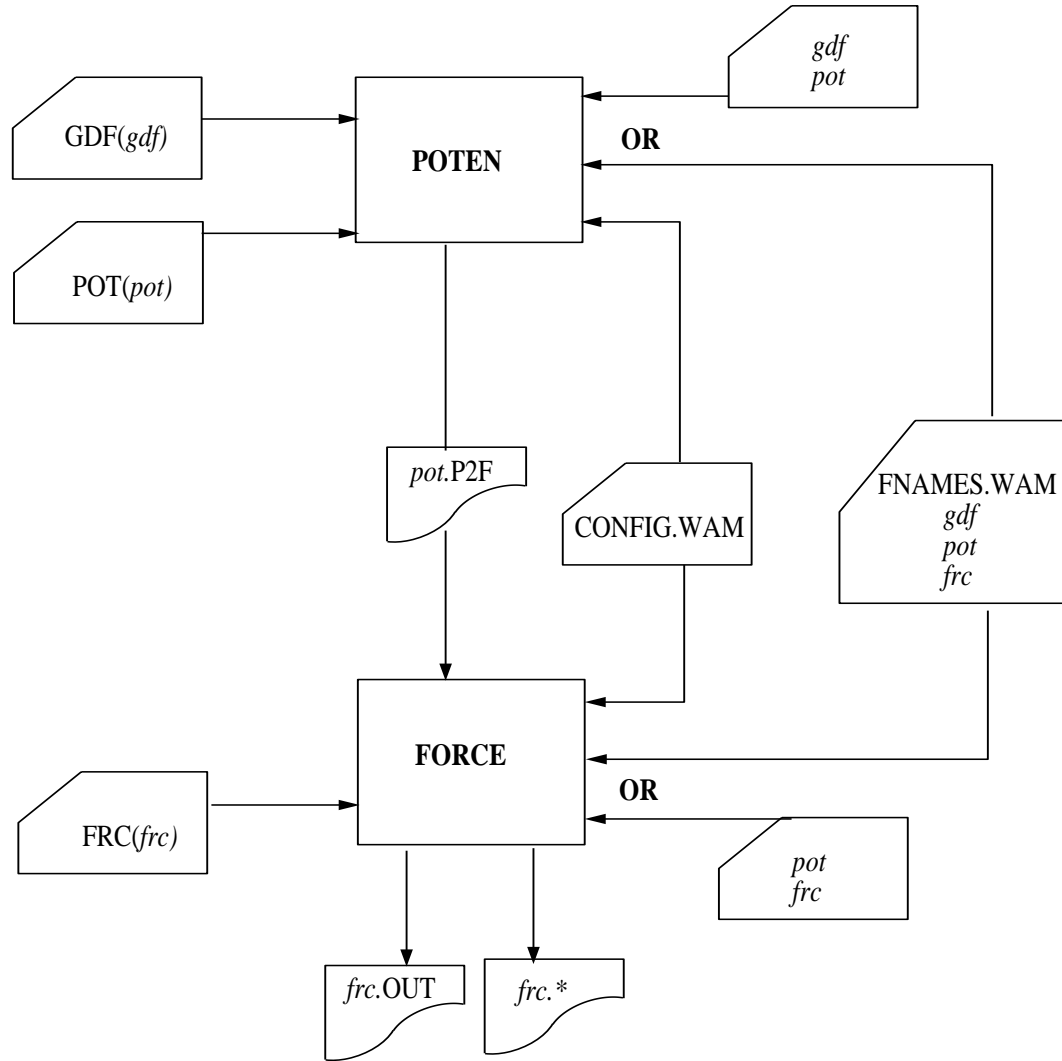 gdf
pot
GDF(gdf)
OR
POTEN
POT(pot)
pot.P2F
CONFIG.WAM
FNAMES.WAM
gdf
pot
frc
FORCE
OR
FRC(frc)
pot
frc
frc.OUT
frc.*